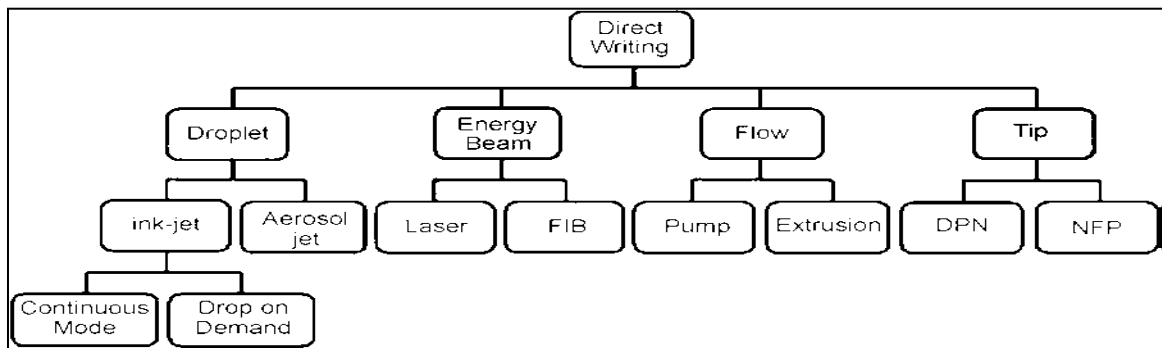 Direct
Writing
Droplet
Energy
Beam
Flow
Tip
ink-jet
Aerosol
jet
Laser
FIB
Pump
Extrusion
DPN
NFP
Continuous
Mode
Drop on
Demand